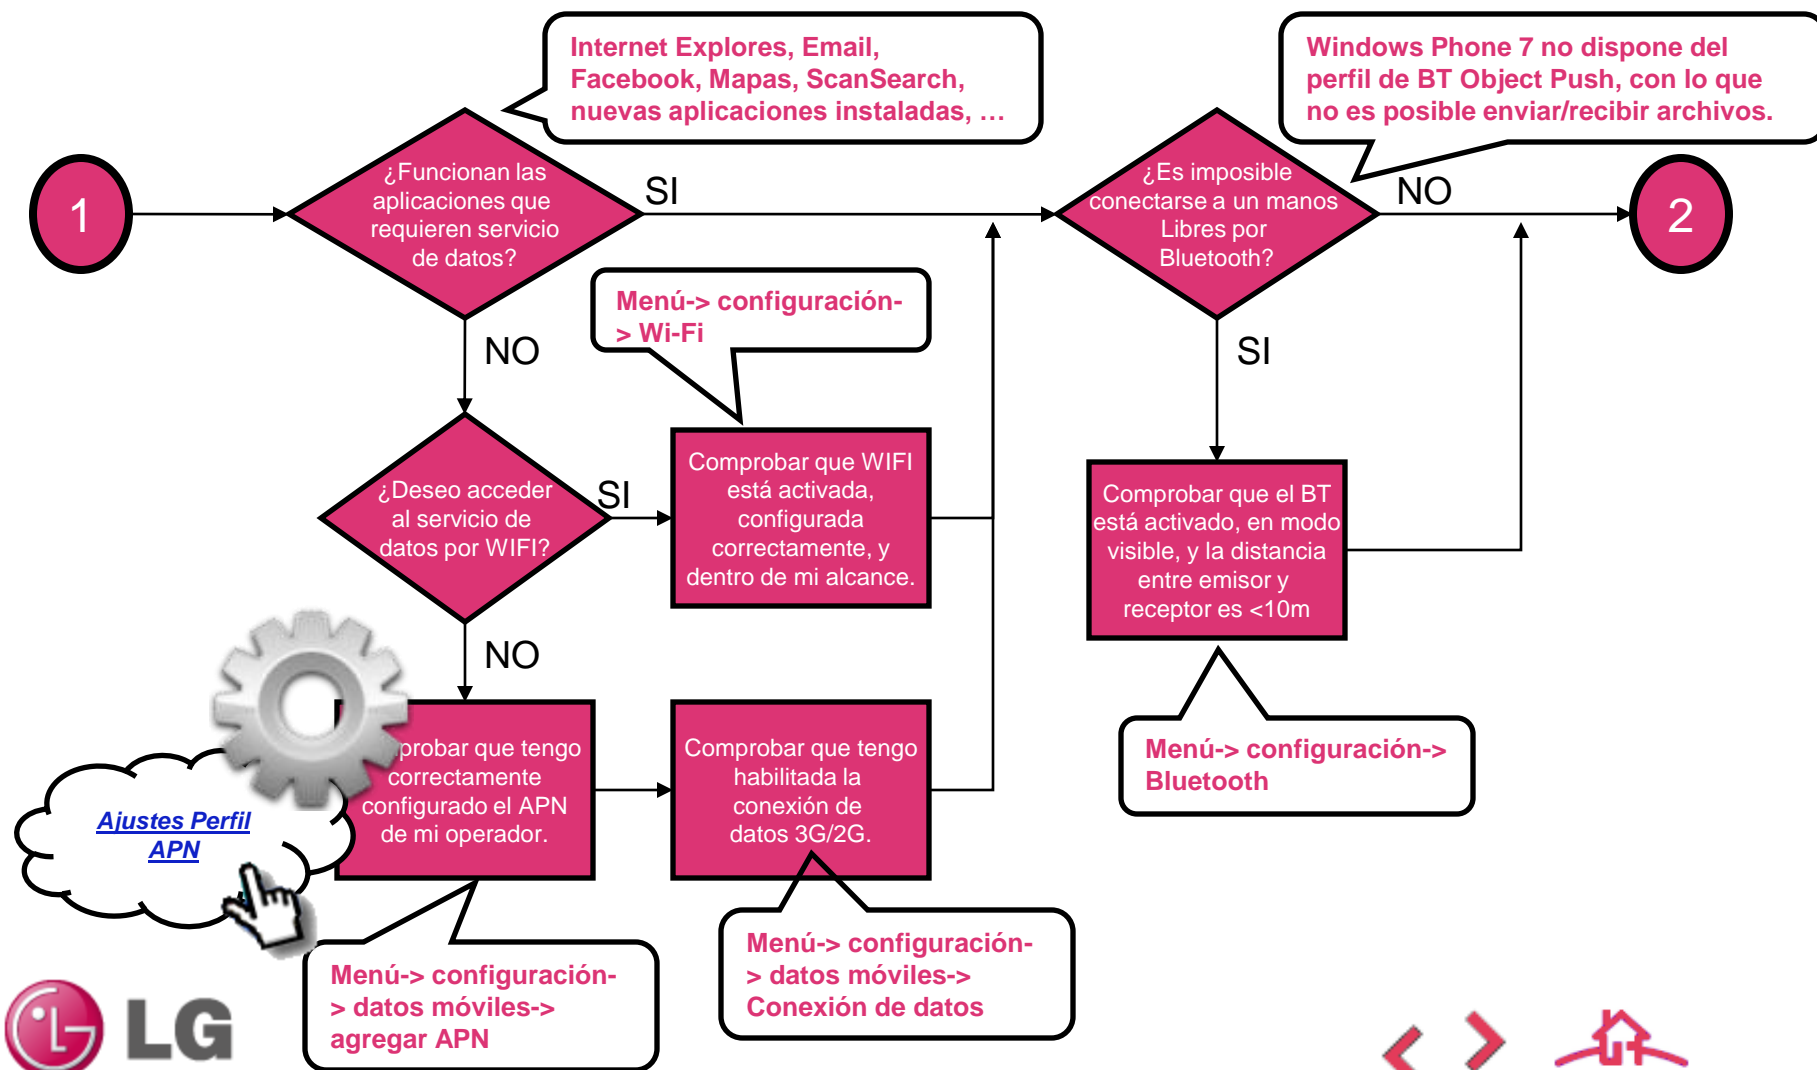 Internet Explores, Email,
Facebook, Mapas, ScanSearch,
nuevas aplicaciones instaladas, …
Windows Phone 7 no dispone del
perfil de BT Object Push, con lo que
no es posible enviar/recibir archivos.
1
¿Funcionan las
aplicaciones que
requieren servicio
de datos?
SI
¿Es imposible
conectarse a un manos
Libres por
Bluetooth?
NO
2
NO
Menú-> configuración-
> Wi-Fi
SI
¿Deseo acceder
al servicio de
datos por WIFI?
SI
Comprobar que WIFI
está activada,
configurada
correctamente, y
dentro de mi alcance.
Comprobar que el BT
está activado, en modo
visible, y la distancia
entre emisor y
receptor es <10m
NO
probar que tengo
correctamente
configurado el APN
de mi operador.
Comprobar que tengo
habilitada la
conexión de
datos 3G/2G.
Menú-> configuración->
Bluetooth
Ajustes Perfil
APN
Menú-> configuración-
> datos móviles->
agregar APN
Menú-> configuración-
> datos móviles->
Conexión de datos
LG